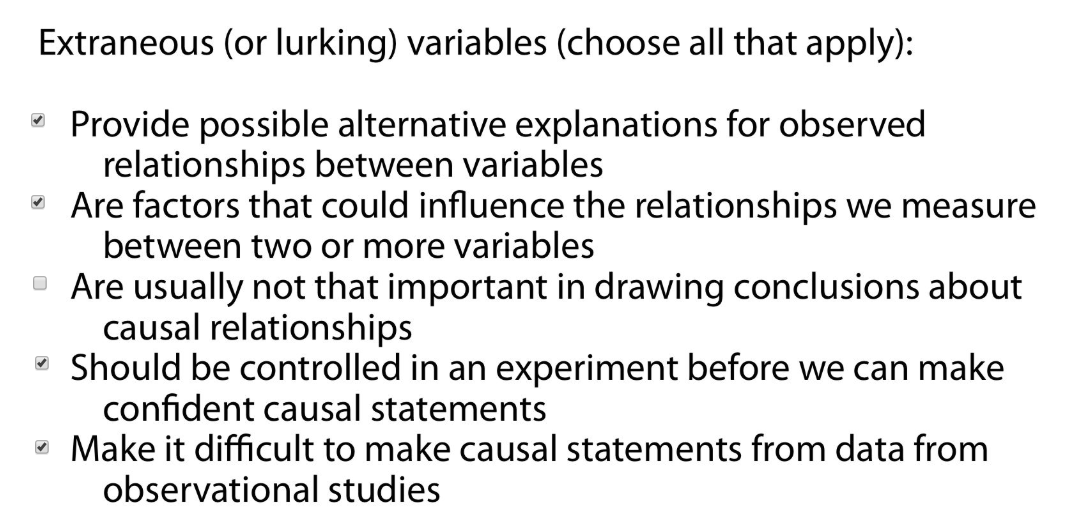 Extraneous (or lurking) variables (choose all that apply):
Provide possible alternative explanations for observed
relationships between variables
Are factors that could influence the relationships we measure
between two or more variables
Are usually not that important in drawing conclusions about
causal relationships
Should be controlled in an experiment before we can make
confident causal statements
Make it difficult to make causal statements from data from
observational studies